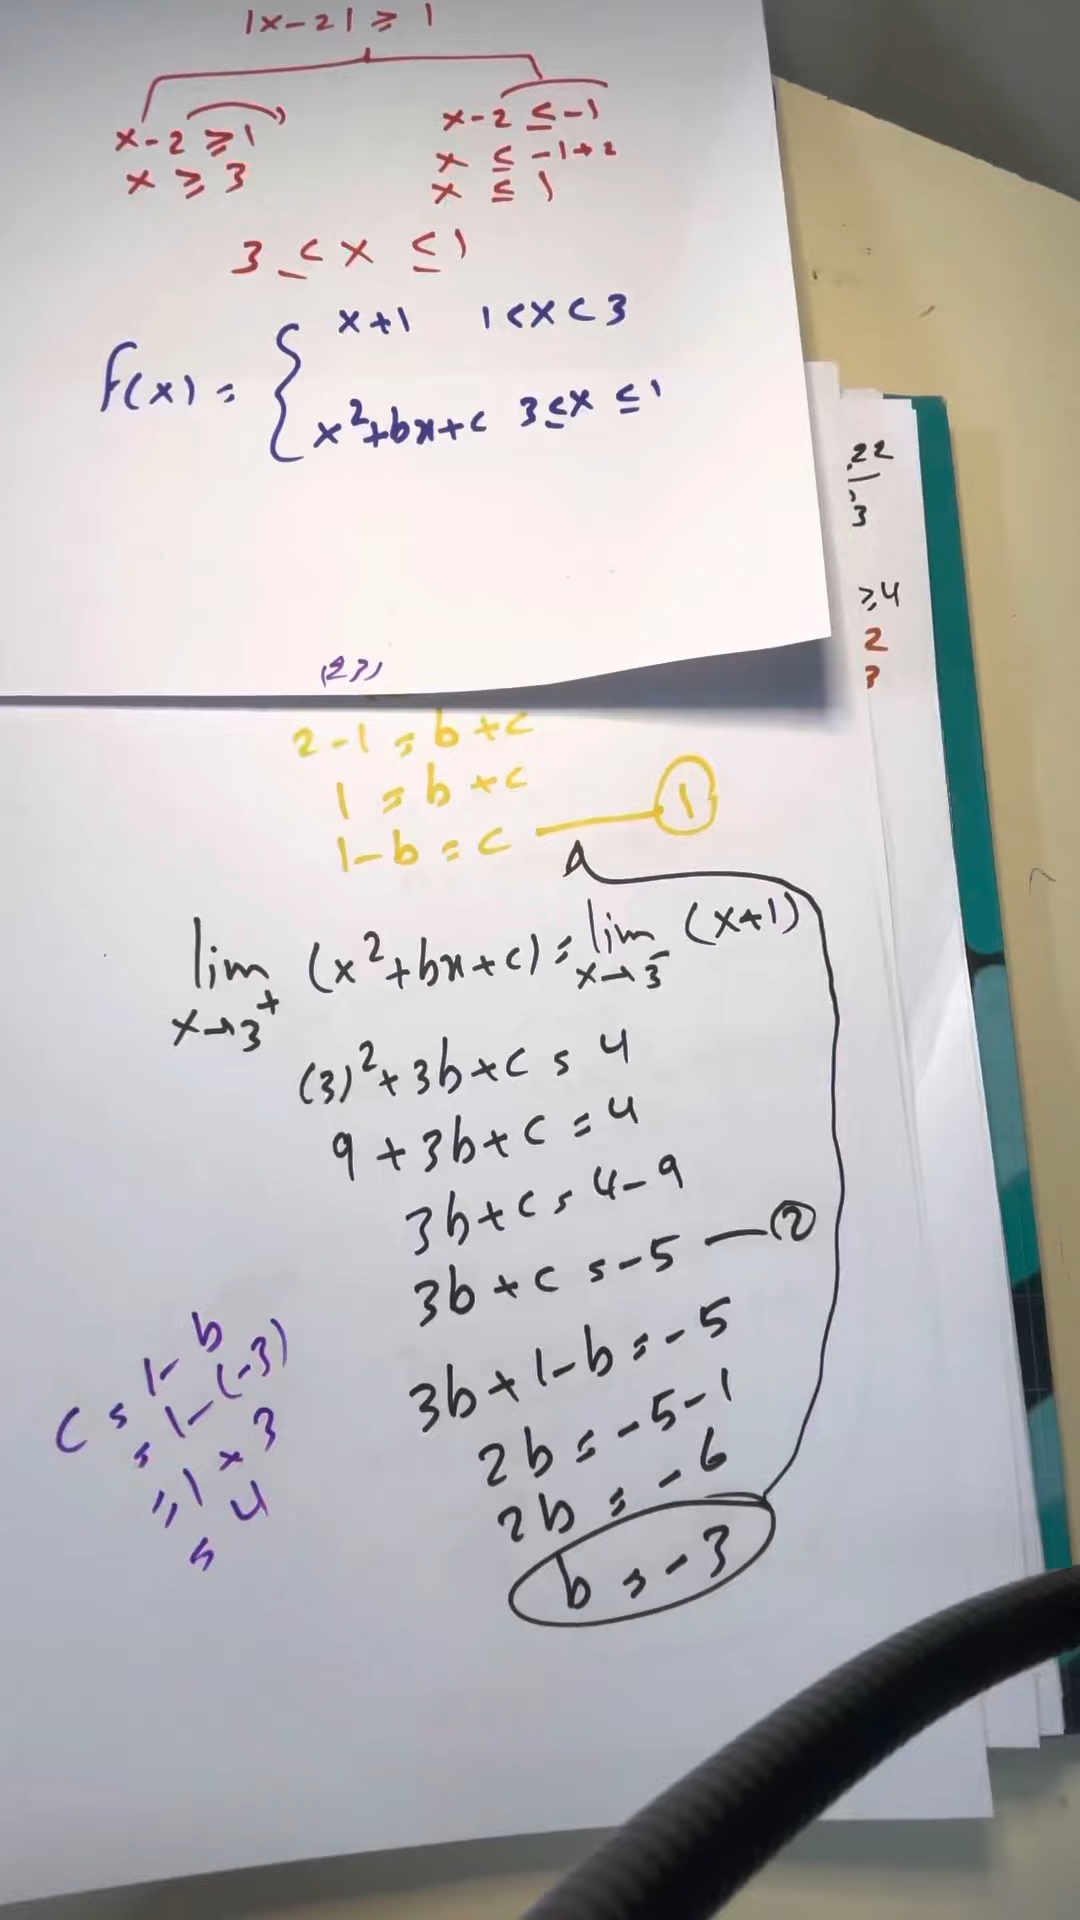 |x-2| ≥ 1
x-2 ≥ 1
x ≥ 3
x-2 ≤ -1
x ≤ -1+2
x ≤ 1
3 ≤ x ≤ 1
f(x) = { x+1 1<x<3
x²+bx+c 3≤x ≤1
22
3
≥4
2
3
(23)
2-1 = b+c
1 = b+c
1-b = c 1
lim x→3⁺ (x²+bx+c) = lim x→3⁻ (x+1)
(3)²+3b+c = 4
9+3b+c = 4
3b+c = 4-9
3b+c = -5 2
3b+1-b = -5
2b = -5-1
2b = -6
b = -3
c = 1-b
= 1-(-3)
= 1+3
= 4